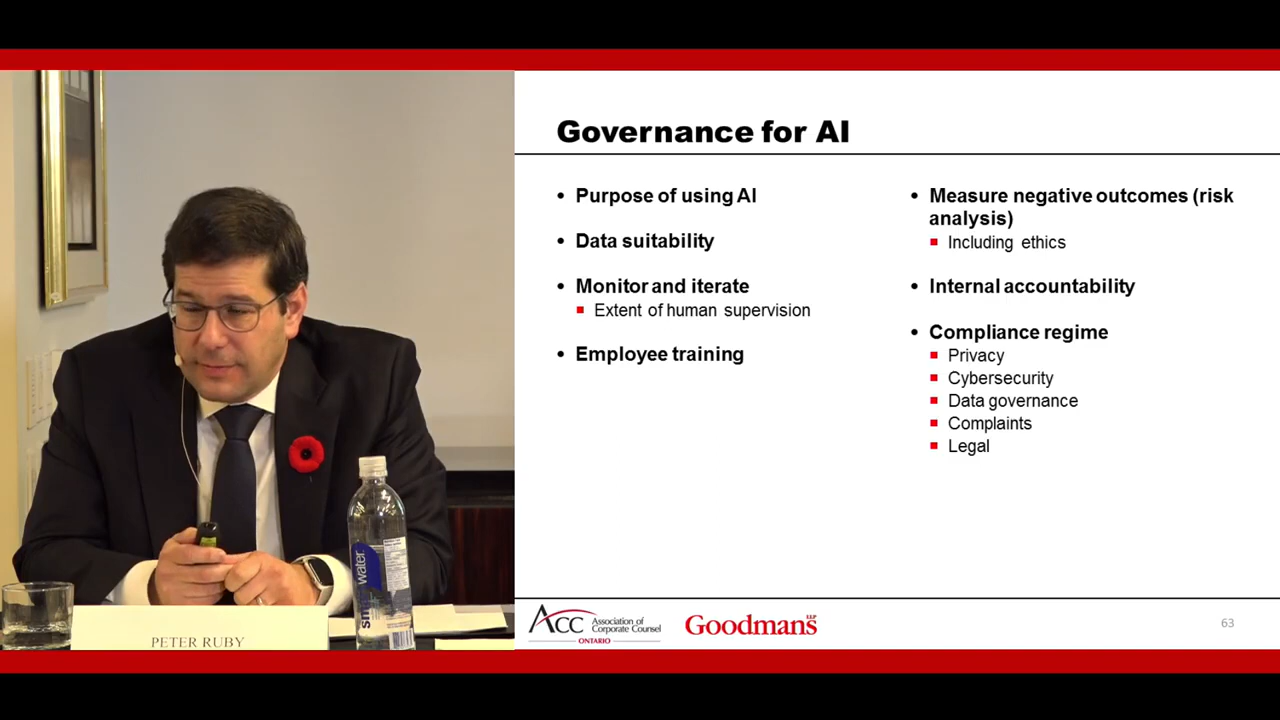 Governance for AI
• Purpose of using AI
• Data suitability
• Monitor and iterate
Extent of human supervision
• Employee training
• Measure negative outcomes (risk
analysis)
Including ethics
• Internal accountability
• Compliance regime
Privacy
Cybersecurity
Data governance
Complaints
Legal
ACC Association of
Corporate Counsel
ONTARIO
Goodmans LLP
63
water
PETER RUBY